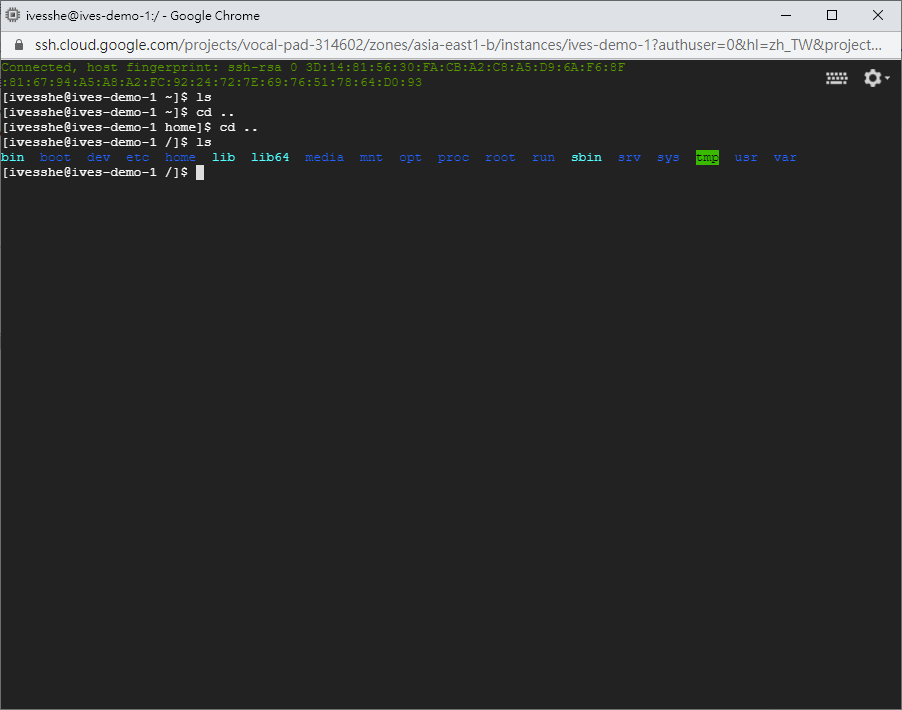 ivesshe@ives-demo-1:/ - Google Chrome
ssh.cloud.google.com/projects/vocal-pad-314602/zones/asia-east1-b/instances/ives-demo-1?authuser=0&hl=zh_TW&project...
Connected, host fingerprint: ssh-rsa 0 3D:14:81:56:30:FA:CB:A2:C8:A5:D9:6A:F6:8F
:81:67:94:A5:A8:A2:FC:92:24:72:7E:69:76:51:78:64:D0:93
[ivesshe@ives-demo-1 ~]$ ls
[ivesshe@ives-demo-1 ~]$ cd ..
[ivesshe@ives-demo-1 home]$ cd ..
[ivesshe@ives-demo-1 /]$ ls
bin boot dev etc home lib lib64 media mnt opt proc root run sbin srv sys tmp usr var
[ivesshe@ives-demo-1 /]$